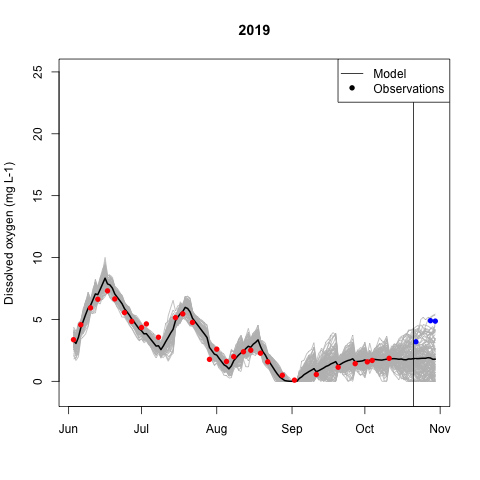 2019
Model
Observations
Dissolved oxygen (mg L-1)
25
20
15
10
5
0
Jun
Jul
Aug
Sep
Oct
Nov